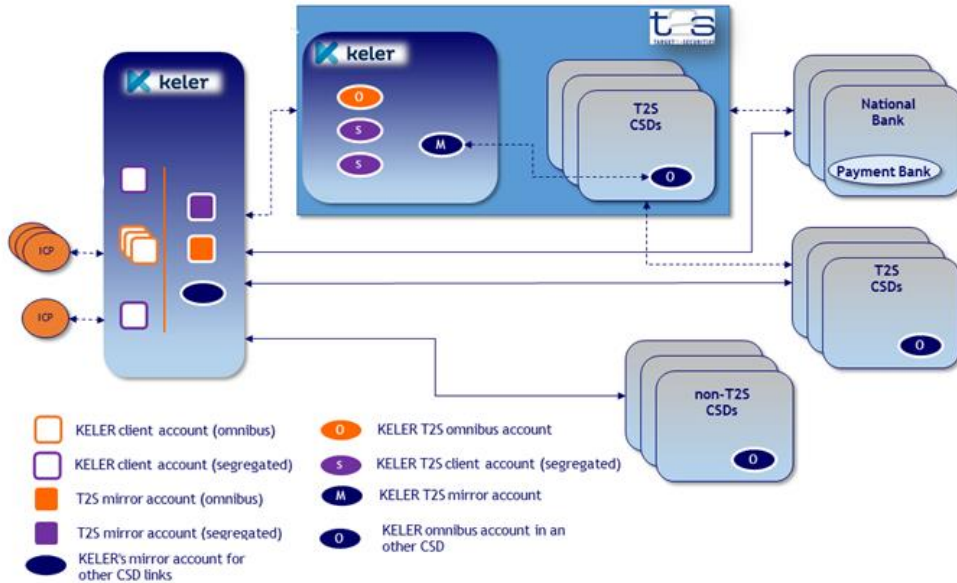 keler
keler
O
S
S
M
t2s
TARGET2-SECURITIES
T2S
CSDs
O
National
Bank
Payment Bank
ICP
ICP
T2S
CSDs
O
non-T2S
CSDs
O
KELER client account (omnibus)
KELER client account (segregated)
T2S mirror account (omnibus)
T2S mirror account (segregated)
KELER's mirror account for
other CSD links
O KELER T2S omnibus account
S KELER T2S client account (segregated)
M KELER T2S mirror account
O KELER omnibus account in an
other CSD